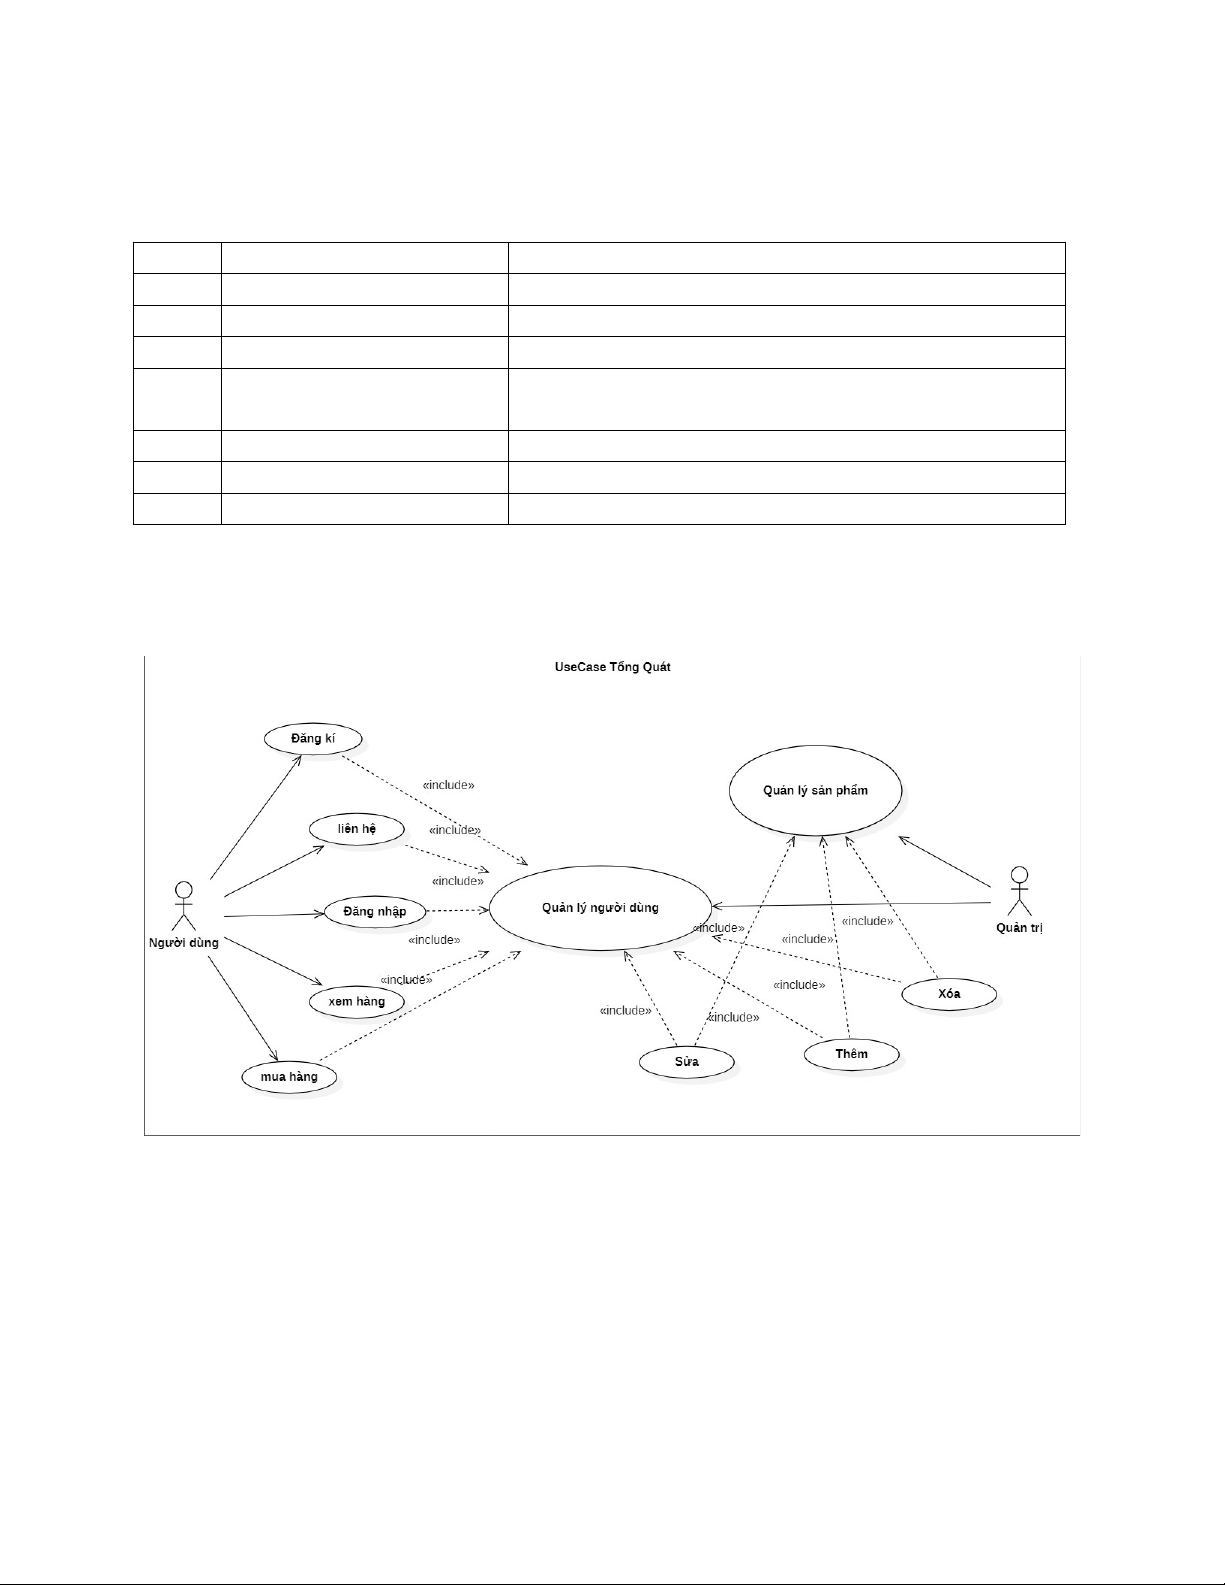 UseCase Tổng Quát
Đăng kí
«include»
Quản lý sản phẩm
liên hệ
«include»
«include»
Đăng nhập
Quản lý người dùng
Người dùng
Quản trị
«include»
«include»
«include»
«include»
«include»
xem hàng
«include»
Xóa
«include»
«include»
mua hàng
Sửa
Thêm